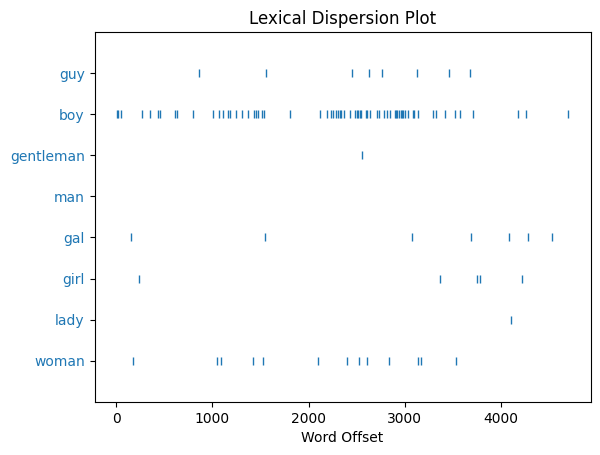 Lexical Dispersion Plot
guy
boy
gentleman
man
gal
girl
lady
woman
0 1000 2000 3000 4000
Word Offset